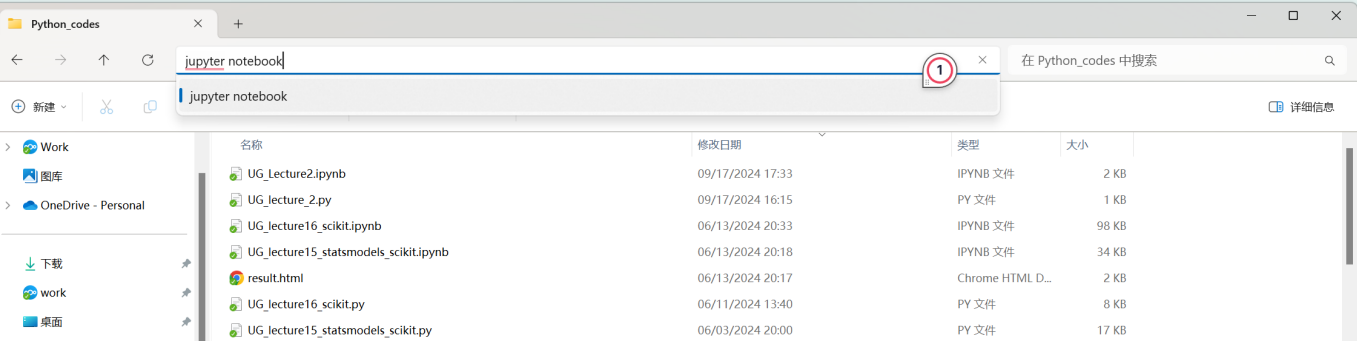 Python_codes
jupyter notebook
1
在 Python_codes 中搜索
jupyter notebook
新建
详细信息
名称 修改日期 类型 大小
Work
图库
OneDrive - Personal
下载
work
桌面
UG_Lecture2.ipynb 09/17/2024 17:33 IPYNB 文件 2 KB
UG_lecture_2.py 09/17/2024 16:15 PY 文件 1 KB
UG_lecture16_scikit.ipynb 06/13/2024 20:33 IPYNB 文件 98 KB
UG_lecture15_statsmodels_scikit.ipynb 06/13/2024 20:18 IPYNB 文件 34 KB
result.html 06/13/2024 20:17 Chrome HTML D... 2 KB
UG_lecture16_scikit.py 06/11/2024 13:40 PY 文件 8 KB
UG_lecture15_statsmodels_scikit.py 06/03/2024 20:00 PY 文件 17 KB